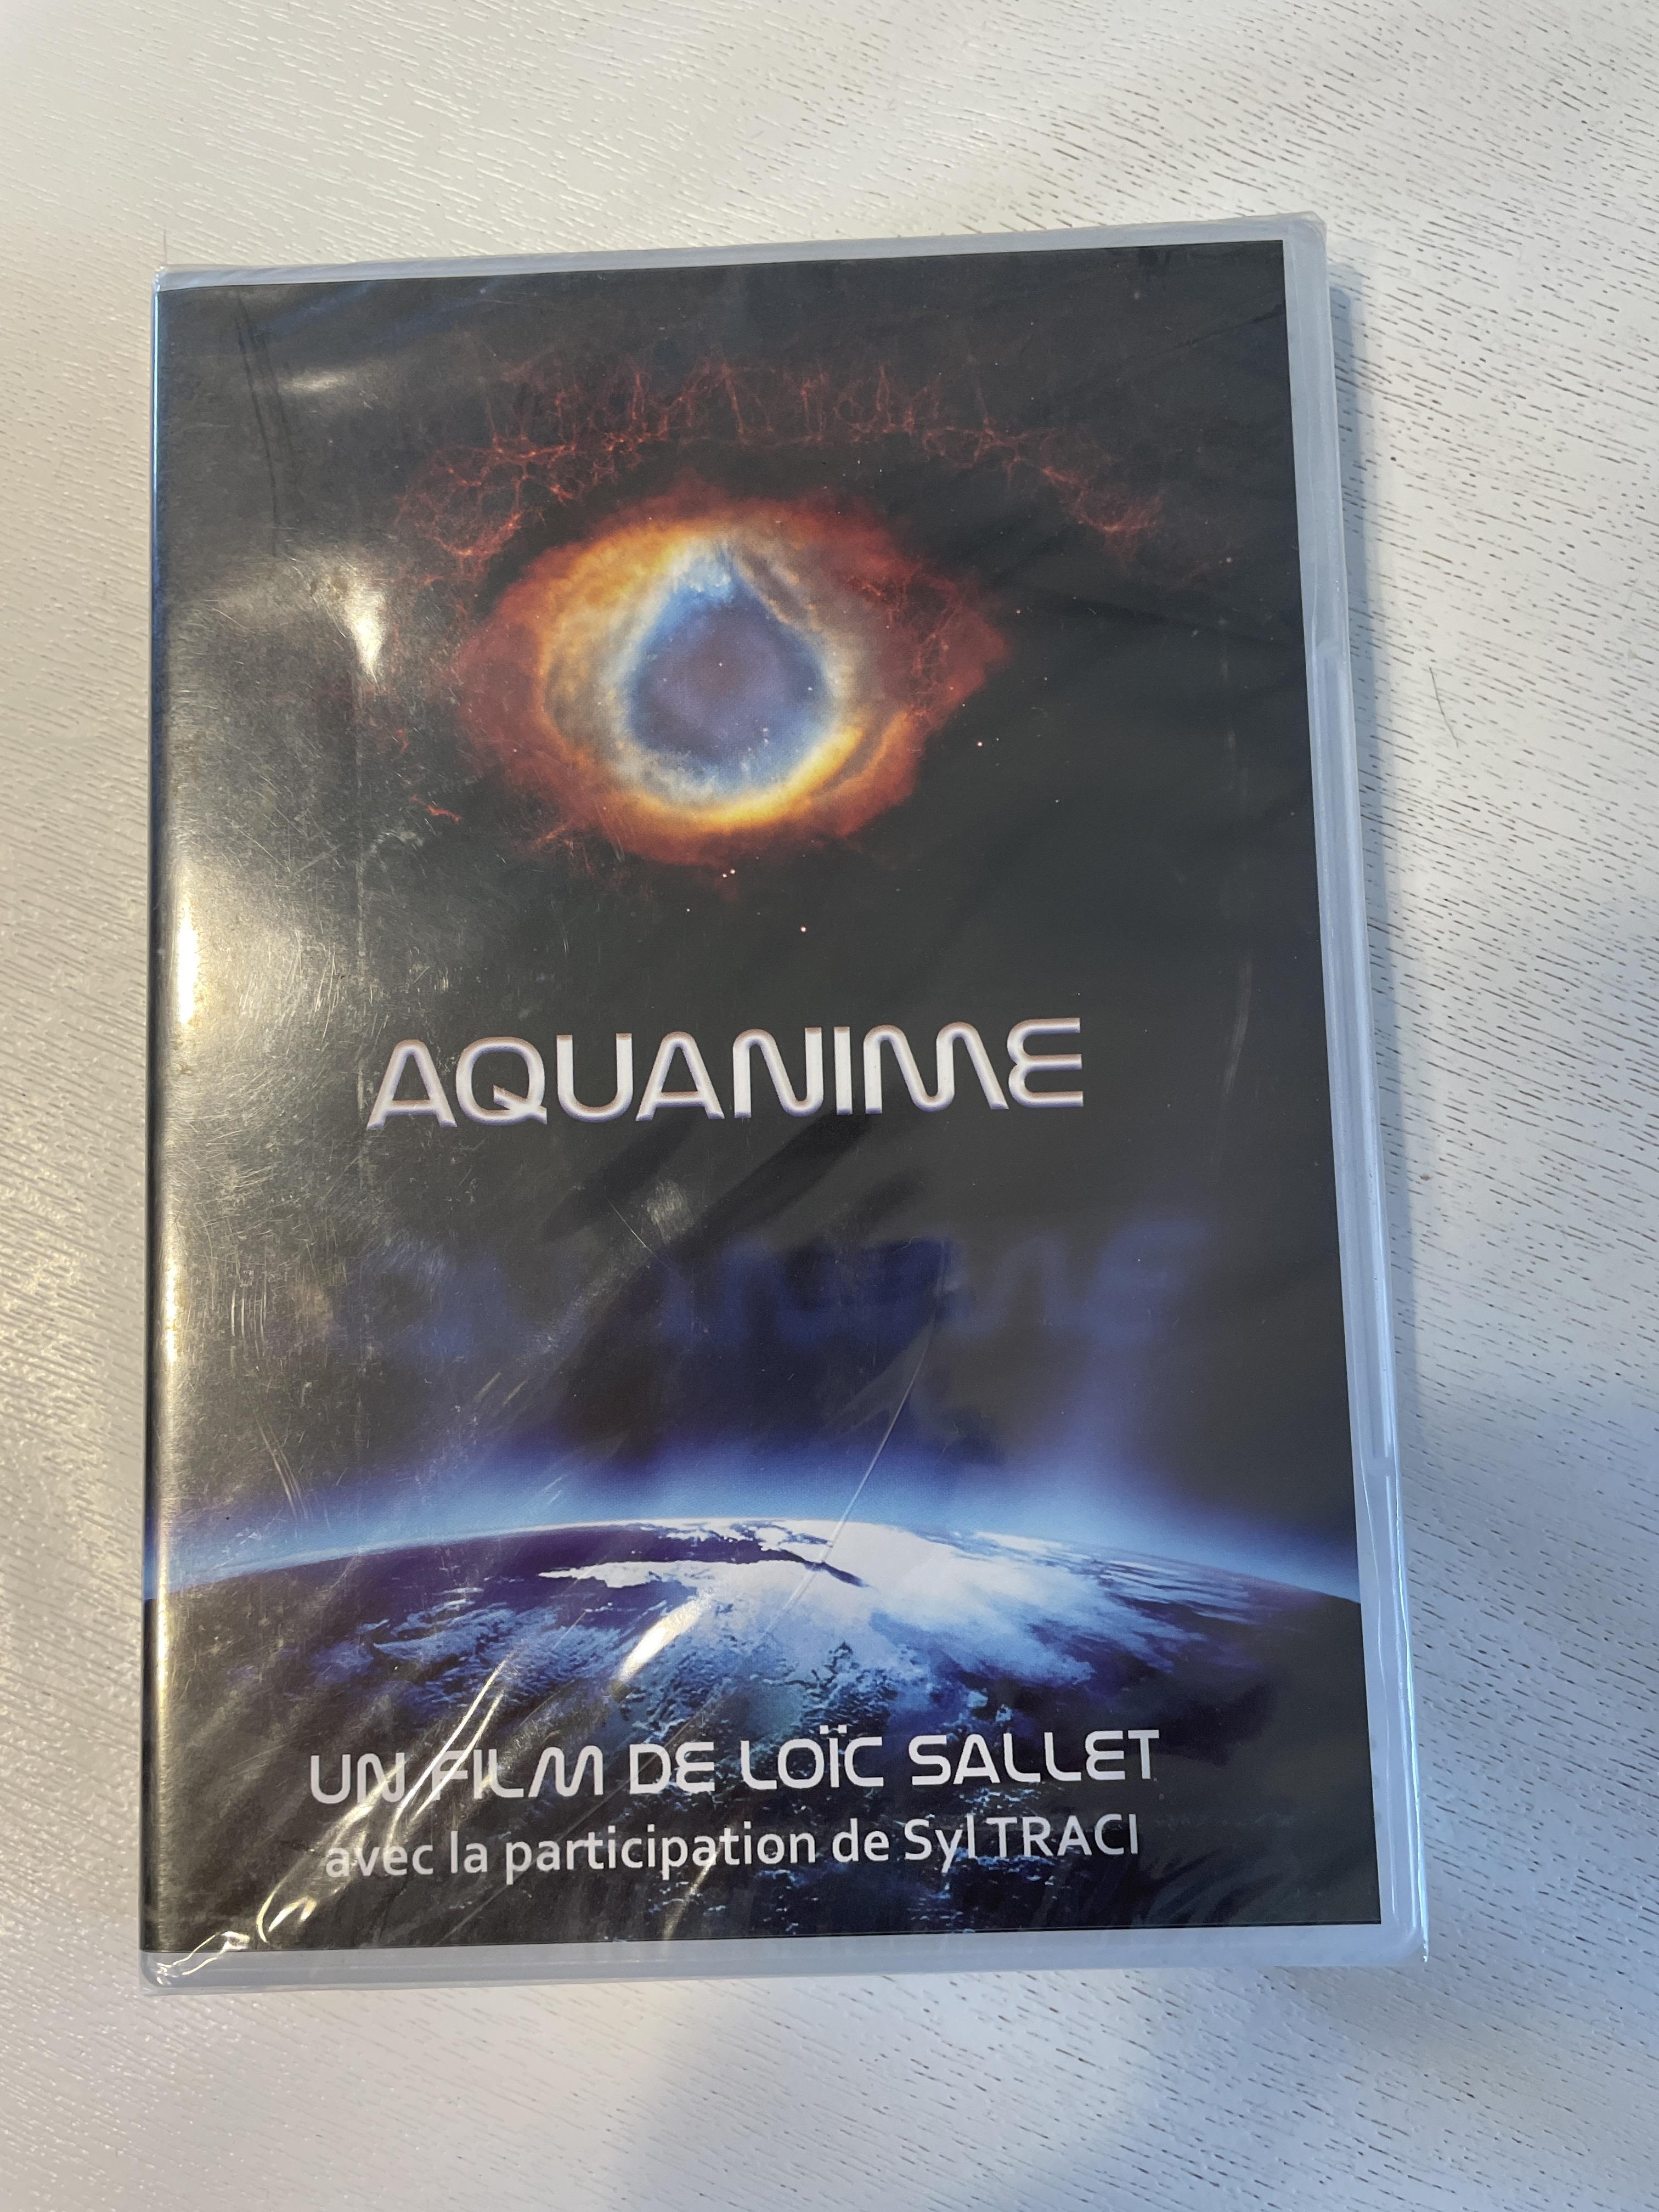 AQUANIME
UN FILM DE LOÏC SALLET
avec la participation de Syl TRACI